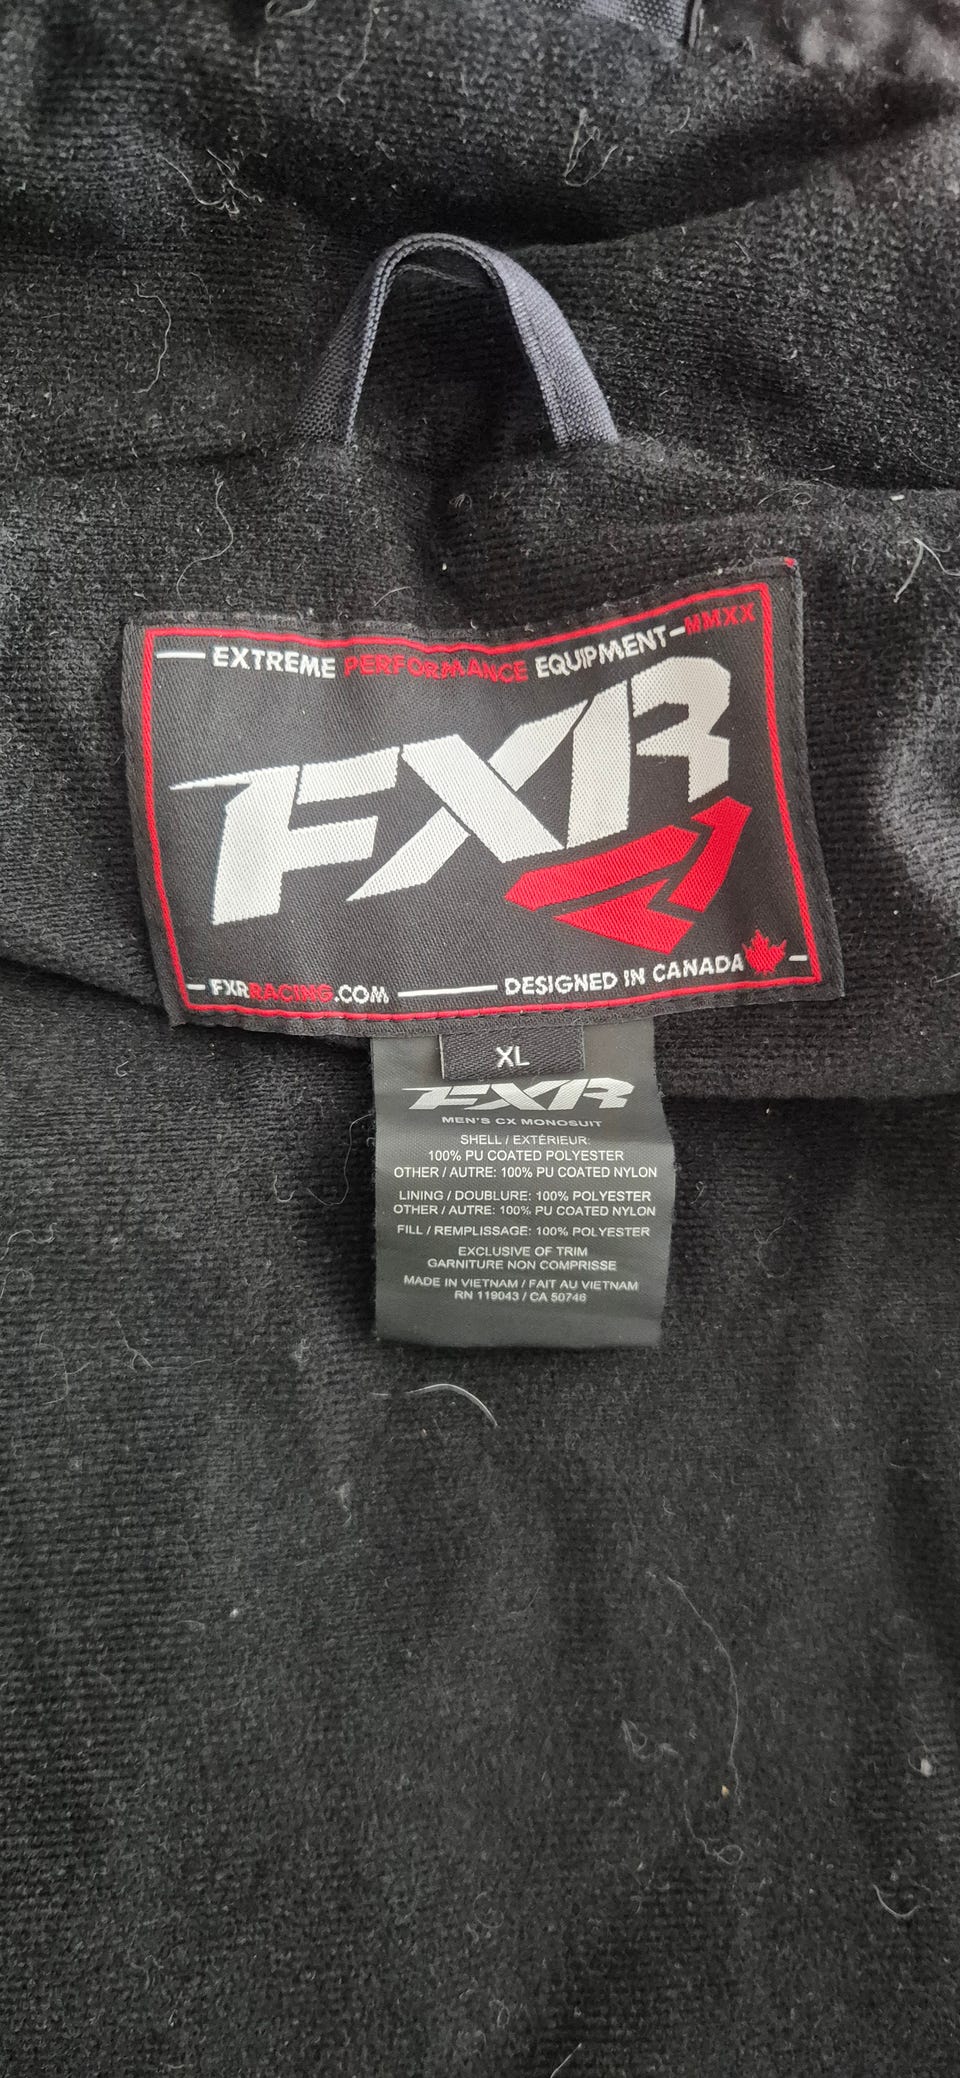 EXTREME PERFORMANCE EQUIPMENT MMXX
FXR
FXRRACING.COM
DESIGNED IN CANADA
XL
FXR
MEN'S CX MONOSUIT
SHELL / EXTÉRIEUR:
100% PU COATED POLYESTER
OTHER / AUTRE: 100% PU COATED NYLON
LINING / DOUBLURE: 100% POLYESTER
OTHER / AUTRE: 100% PU COATED NYLON
FILL / REMPLISSAGE: 100% POLYESTER
EXCLUSIVE OF TRIM
GARNITURE NON COMPRISSE
MADE IN VIETNAM / FAIT AU VIETNAM
RN 119043 / CA 50746